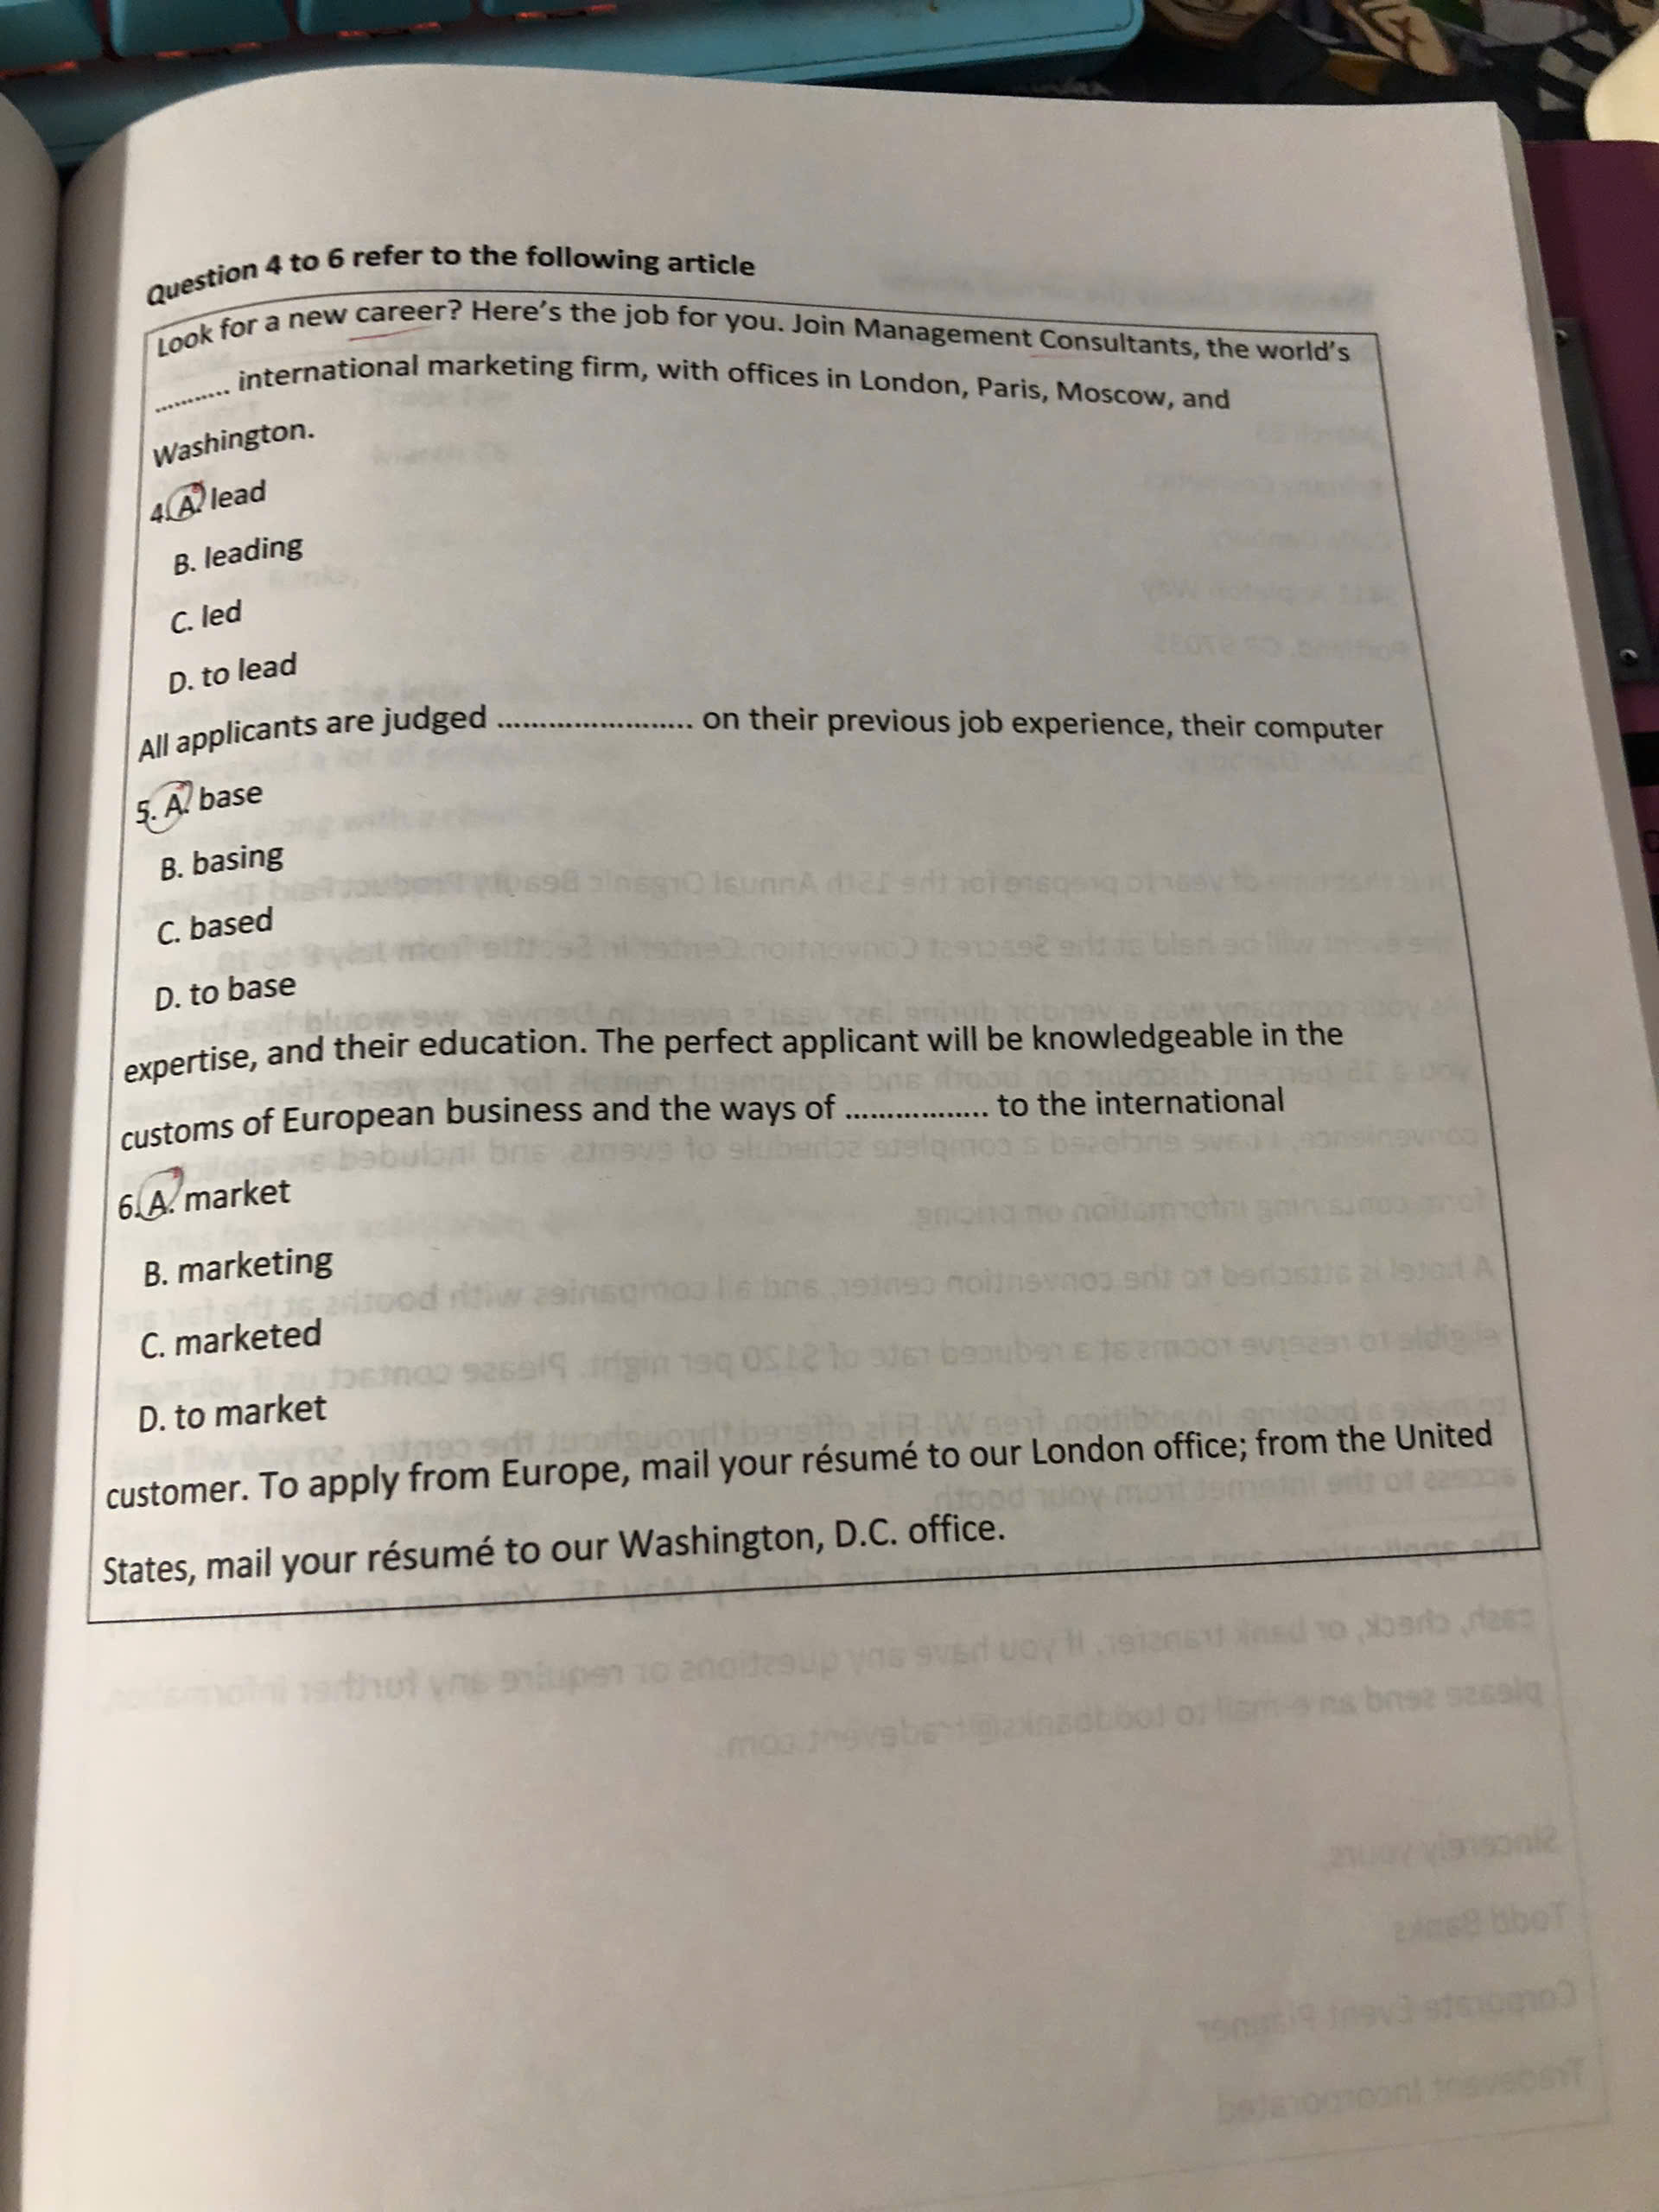 Question 4 to 6 refer to the following article
Look for a new career? Here's the job for you. Join Management Consultants, the world's
........... international marketing firm, with offices in London, Paris, Moscow, and
Washington.
4. A. lead
B. leading
C. led
D. to lead
All applicants are judged ....................... on their previous job experience, their computer
5. A. base
B. basing
C. based
D. to base
expertise, and their education. The perfect applicant will be knowledgeable in the
customs of European business and the ways of ................. to the international
6. A. market
B. marketing
C. marketed
D. to market
customer. To apply from Europe, mail your résumé to our London office; from the United
States, mail your résumé to our Washington, D.C. office.